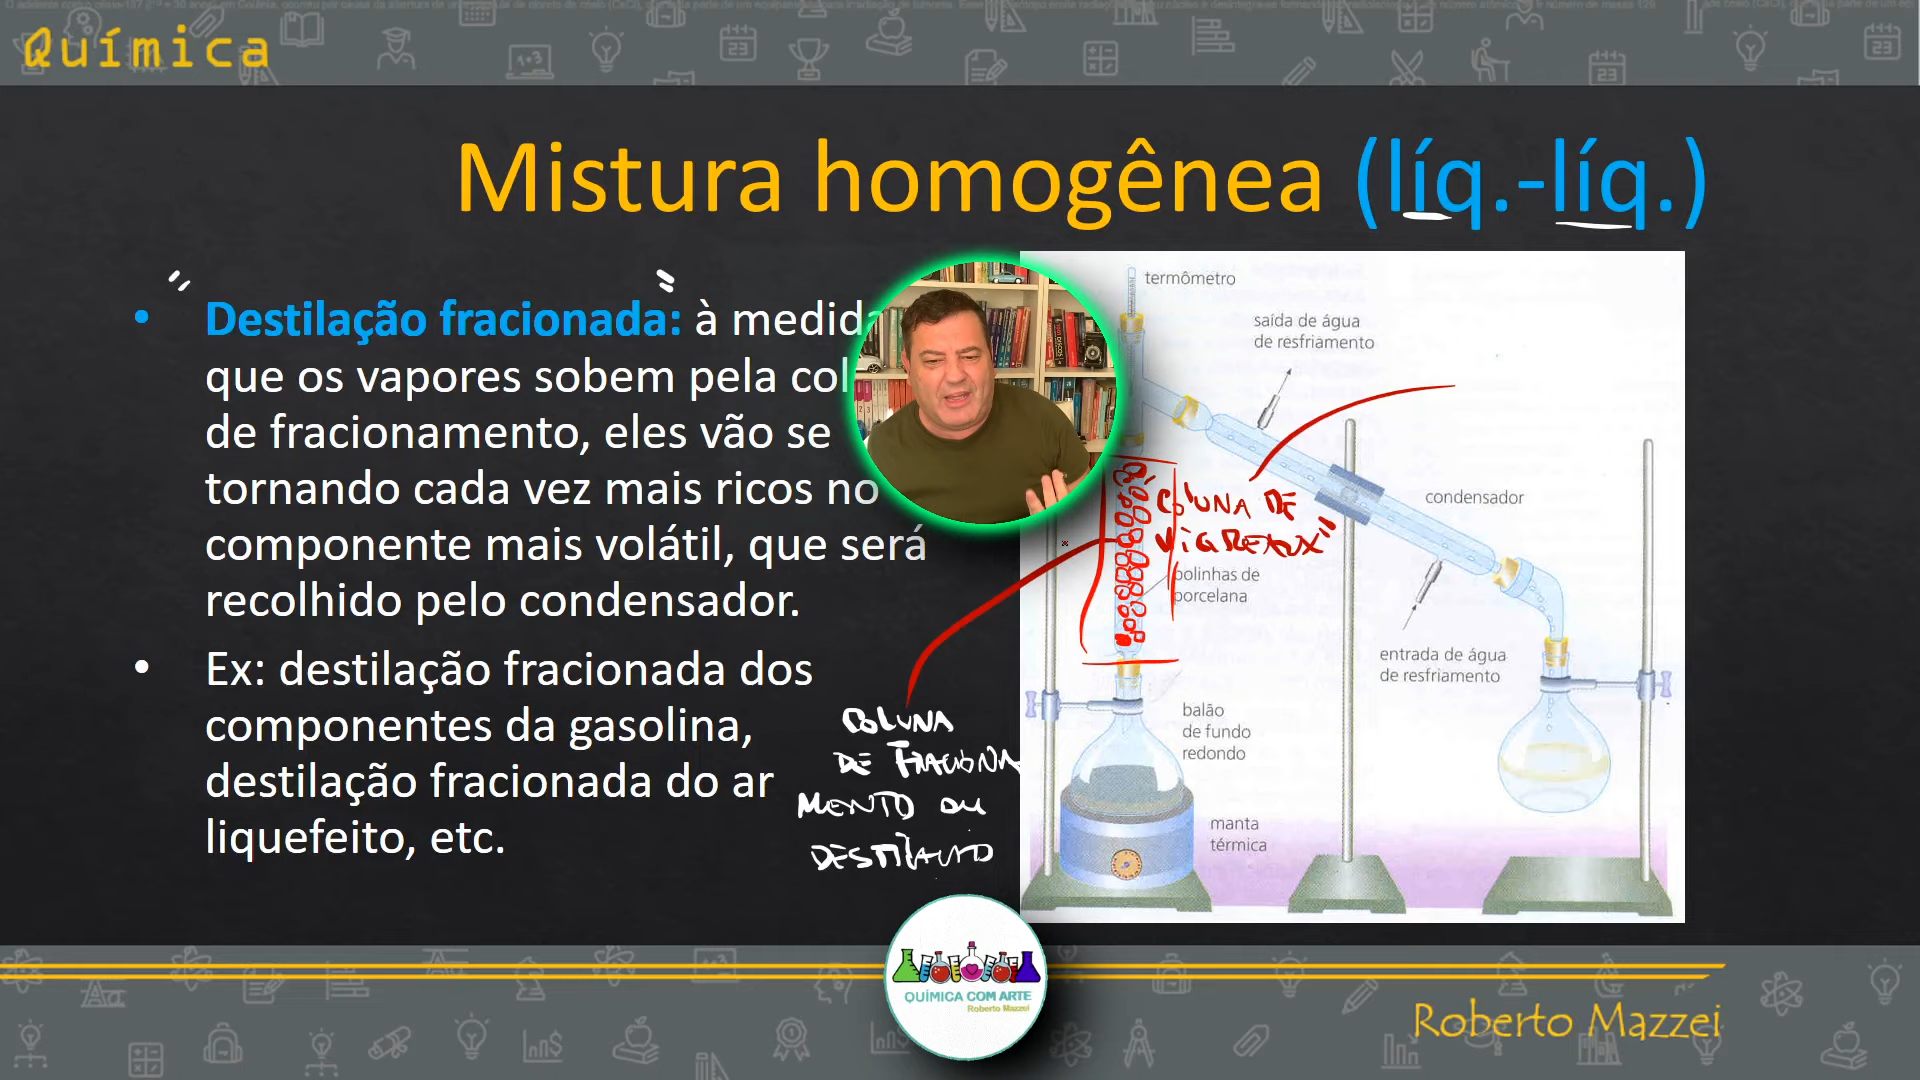 Química
Mistura homogênea (líq.-líq.)
• Destilação fracionada: à medida
que os vapores sobem pela col
de fracionamento, eles vão se
tornando cada vez mais ricos no
componente mais volátil, que será
recolhido pelo condensador.
• Ex: destilação fracionada dos
componentes da gasolina,
destilação fracionada do ar
liquefeito, etc.
COLUNA
DE FRACIONA
MENTO OU
termômetro
saída de água
de resfriamento
COLUNA DE
condensador
bolinhas de
porcelana
entrada de água
de resfriamento
balão
de fundo
redondo
manta
térmica
QUÍMICA COM ARTE
Roberto Mazzei
Roberto Mazzei